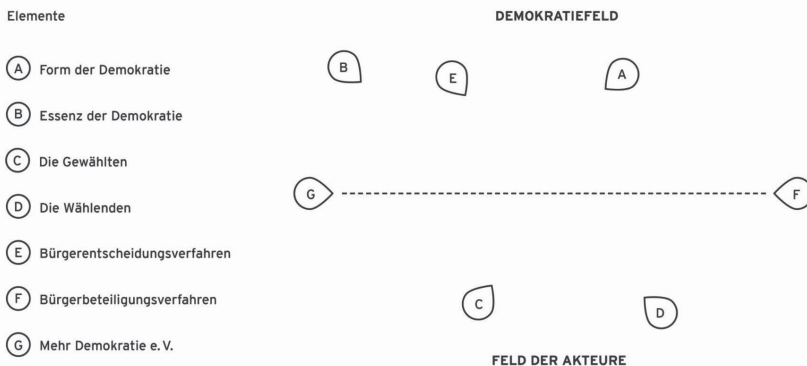 Elemente
A Form der Demokratie
B Essenz der Demokratie
C Die Gewählten
D Die Wählenden
E Bürgerentscheidungsverfahren
F Bürgerbeteiligungsverfahren
G Mehr Demokratie e. V.
DEMOKRATIEFELD
B E A
G F
C D
FELD DER AKTEURE